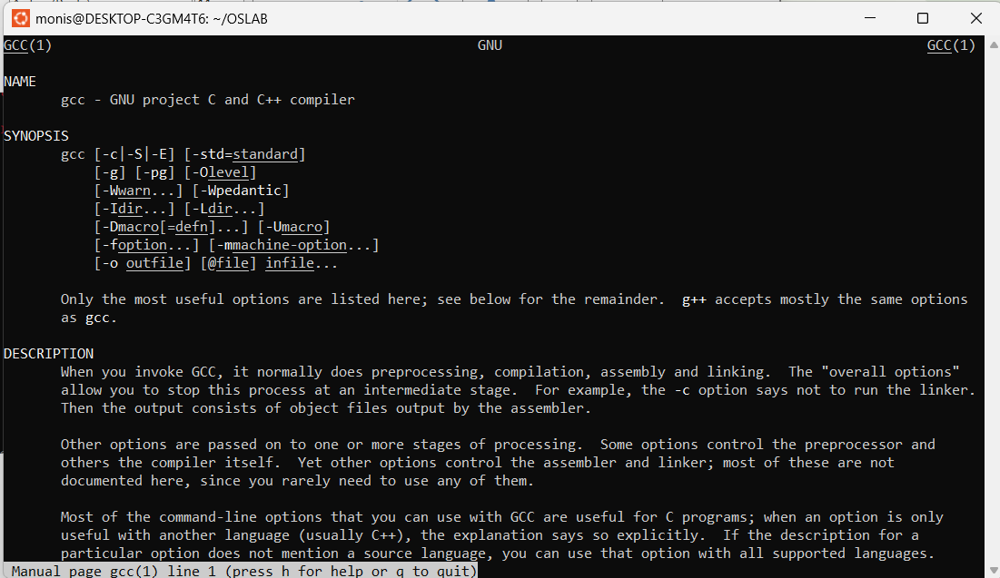 monis@DESKTOP-C3GM4T6: ~/OSLAB
GCC(1) GNU GCC(1)
NAME
gcc - GNU project C and C++ compiler
SYNOPSIS
gcc [-c|-S|-E] [-std=standard]
[-g] [-pg] [-Olevel]
[-Wwarn...] [-Wpedantic]
[-Idir...] [-Ldir...]
[-Dmacro[=defn]...] [-Umacro]
[-foption...] [-mmachine-option...]
[-o outfile] [@file] infile...
Only the most useful options are listed here; see below for the remainder.  g++ accepts mostly the same options
as gcc.
DESCRIPTION
When you invoke GCC, it normally does preprocessing, compilation, assembly and linking.  The "overall options"
allow you to stop this process at an intermediate stage.  For example, the -c option says not to run the linker.
Then the output consists of object files output by the assembler.
Other options are passed on to one or more stages of processing.  Some options control the preprocessor and
others the compiler itself.  Yet other options control the assembler and linker; most of these are not
documented here, since you rarely need to use any of them.
Most of the command-line options that you can use with GCC are useful for C programs; when an option is only
useful with another language (usually C++), the explanation says so explicitly.  If the description for a
particular option does not mention a source language, you can use that option with all supported languages.
Manual page gcc(1) line 1 (press h for help or q to quit)